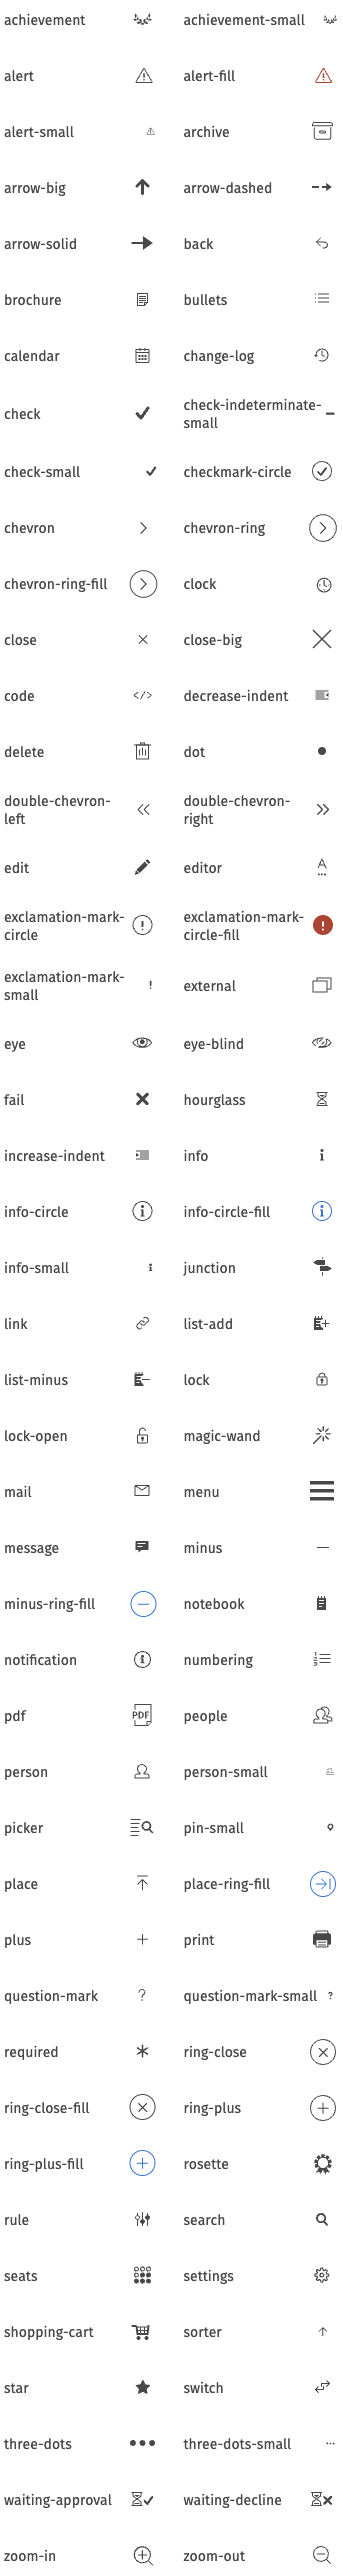 achievement achievement-small
alert alert-fill
alert-small archive
arrow-big arrow-dashed
arrow-solid back
brochure bullets
calendar change-log
check check-indeterminate-
small
check-small checkmark-circle
chevron chevron-ring
chevron-ring-fill clock
close close-big
code decrease-indent
delete dot
double-chevron- double-chevron-
left right
edit editor
exclamation-mark- exclamation-mark-
circle circle-fill
exclamation-mark- external
small
eye eye-blind
fail hourglass
increase-indent info
info-circle info-circle-fill
info-small junction
link list-add
list-minus lock
lock-open magic-wand
mail menu
message minus
minus-ring-fill notebook
notification numbering
pdf PDF people
person person-small
picker pin-small
place place-ring-fill
plus print
question-mark ? question-mark-small ?
required ring-close
ring-close-fill ring-plus
ring-plus-fill rosette
rule search
seats settings
shopping-cart sorter
star switch
three-dots three-dots-small
waiting-approval waiting-decline
zoom-in zoom-out